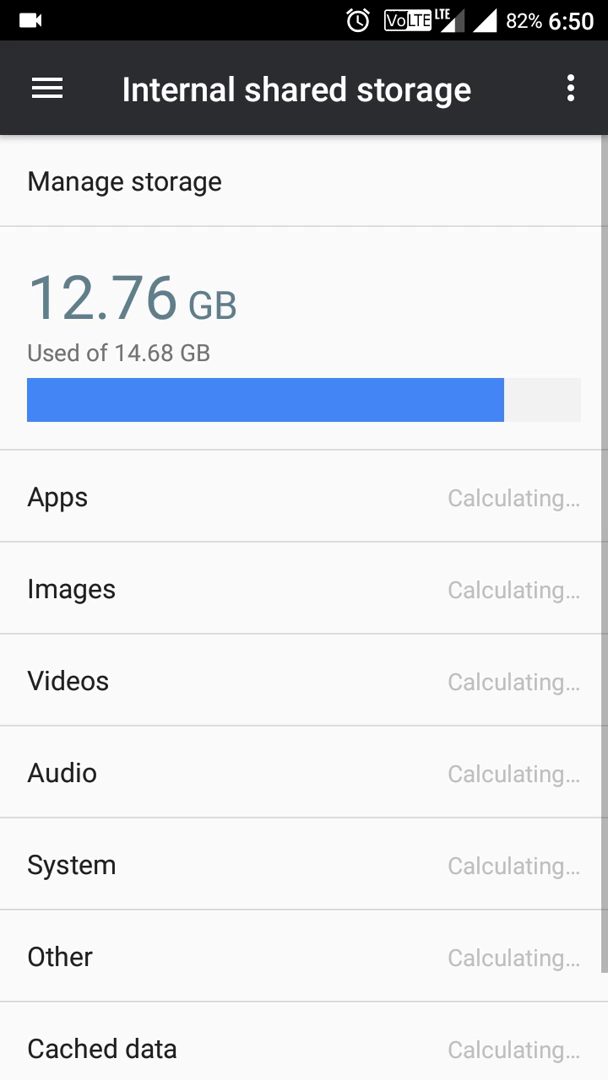 VoLTE LTE 82% 6:50
Internal shared storage
Manage storage
12.76 GB
Used of 14.68 GB
Apps Calculating...
Images Calculating...
Videos Calculating...
Audio Calculating...
System Calculating...
Other Calculating...
Cached data Calculating...